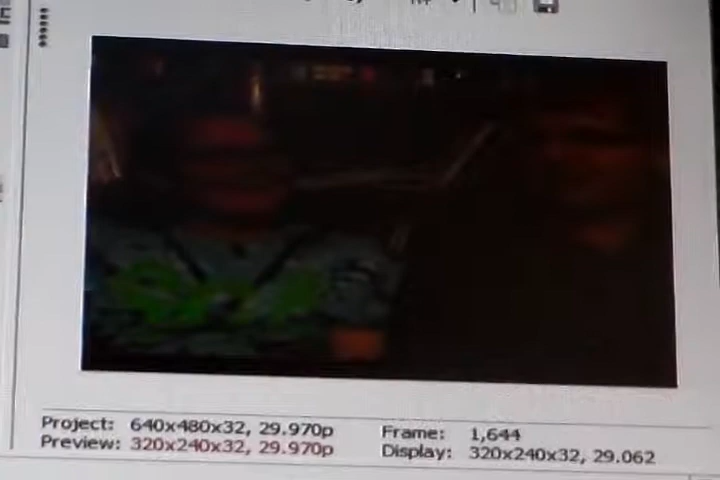 Project: 640x480x32, 29.970p
Frame: 1,644
Preview: 320x240x32, 29.970p
Display: 320x240x32, 29.062